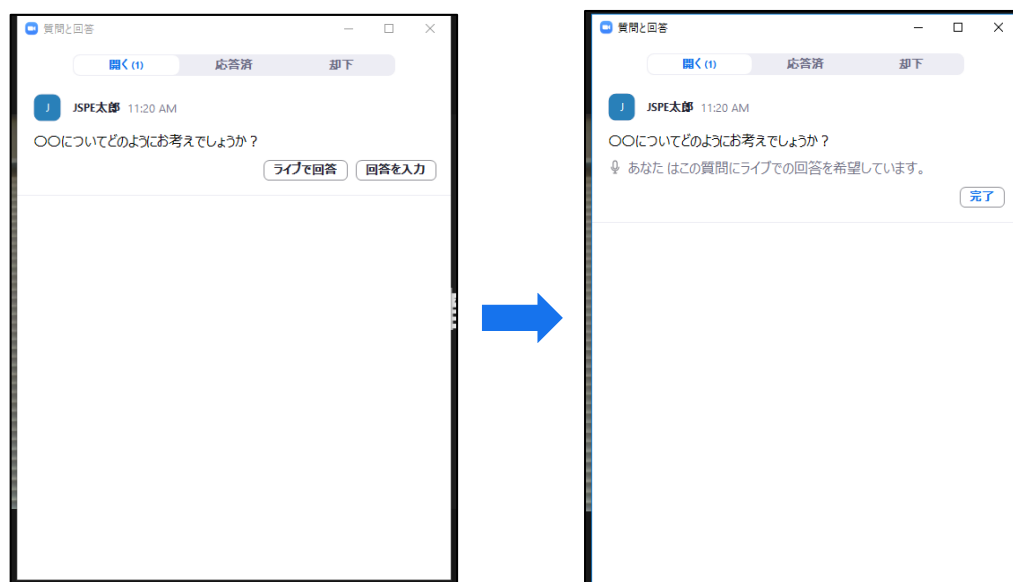 質問と回答
開く (1) 応答済 却下
J JSPE太郎 11:20 AM
〇〇についてどのようにお考えでしょうか？
ライブで回答 回答を入力
質問と回答
開く (1) 応答済 却下
J JSPE太郎 11:20 AM
〇〇についてどのようにお考えでしょうか？
あなた はこの質問にライブでの回答を希望しています。
完了